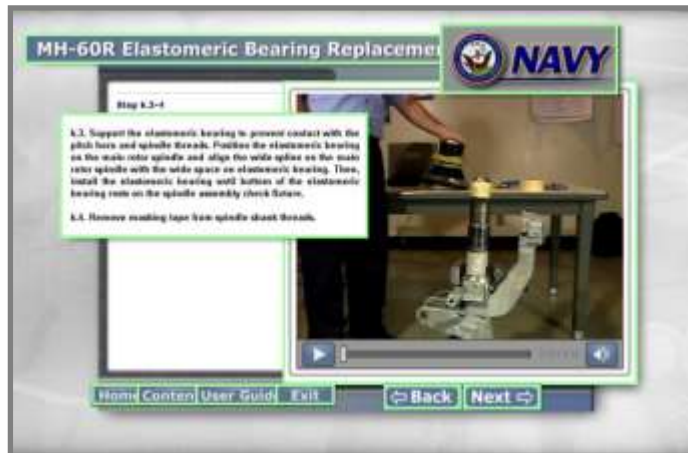 MH-60R Elastomeric Bearing Replaceme
NAVY
Step 6.3-4
6.3. Support the elastomeric bearing to prevent contact with the
pitch horn and spindle threads. Position the elastomeric bearing
on the main rotor spindle and align the wide spline on the main
rotor spindle with the wide space on elastomeric bearing. Then,
install the elastomeric bearing until bottom of the elastomeric
bearing rests on the spindle assembly check fixture.
6.4. Remove masking tape from spindle shank threads.
Home Conten User Guid Exit Back Next